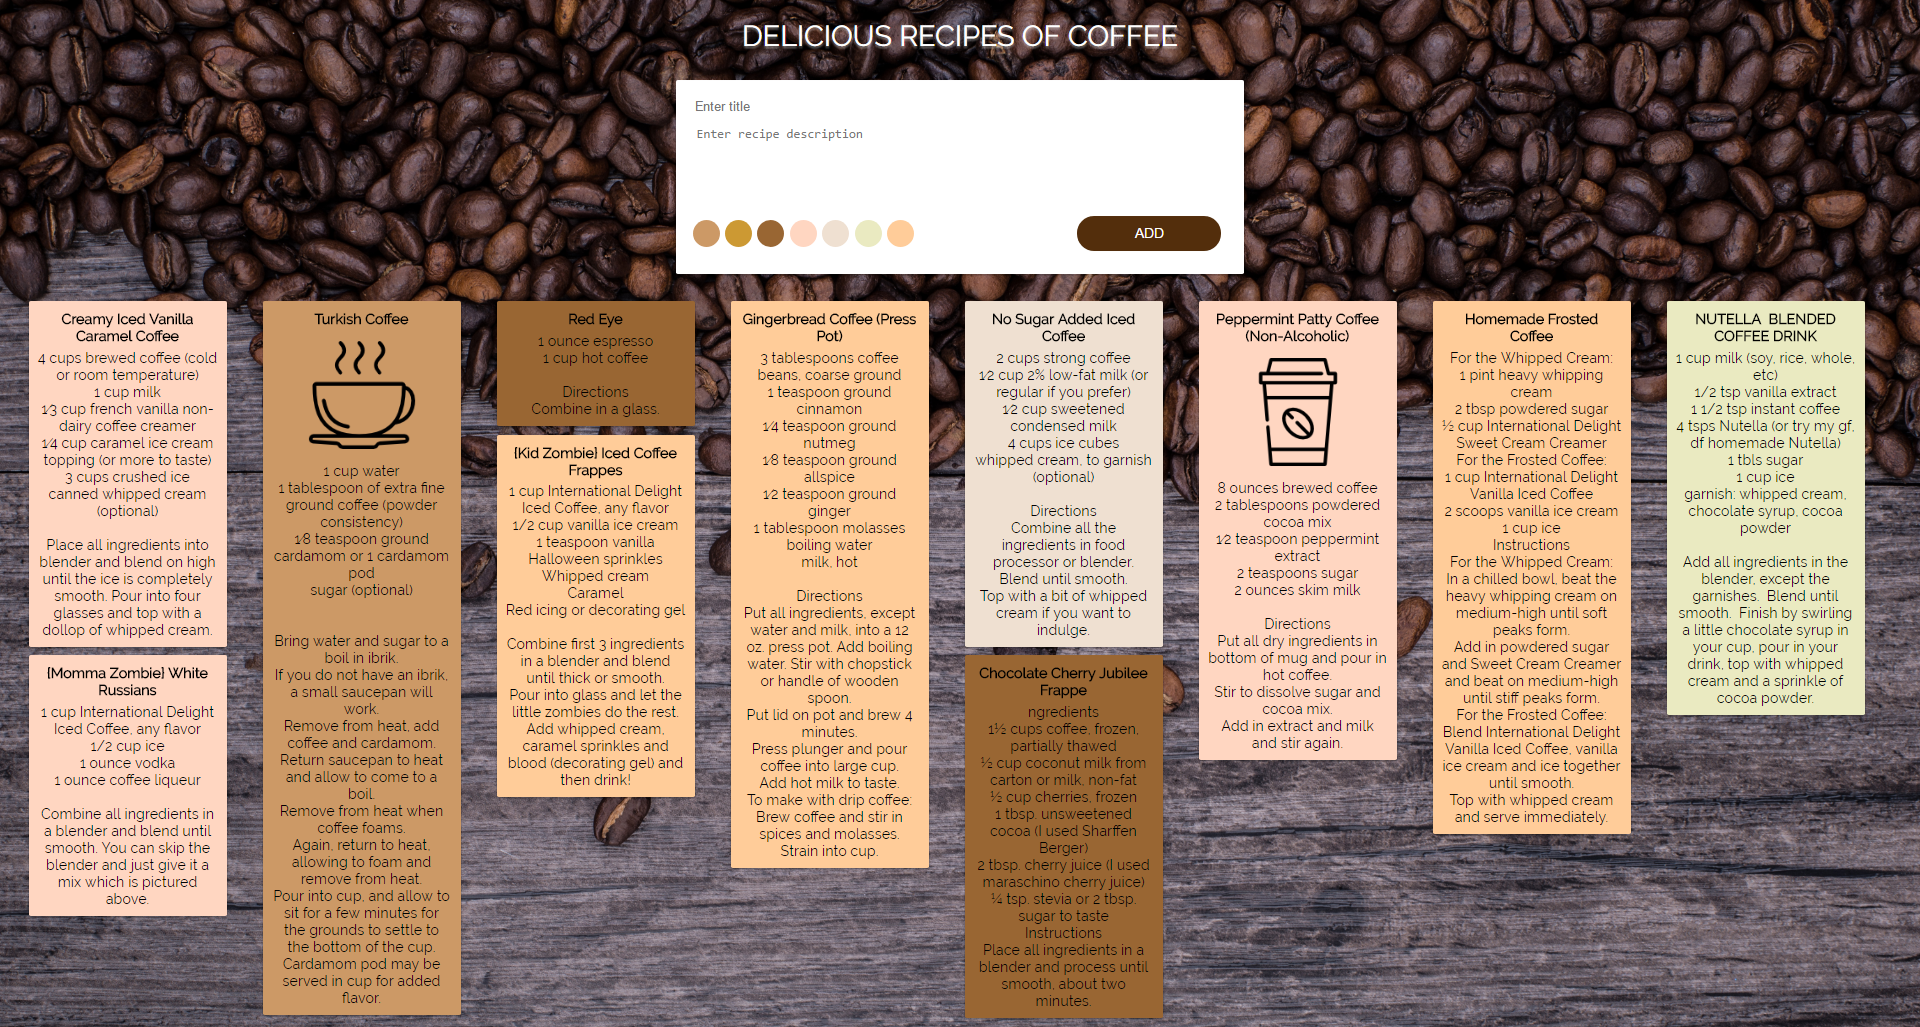 DELICIOUS RECIPES OF COFFEE
Enter title
Enter recipe description
ADD
Creamy Iced Vanilla
Caramel Coffee
4 cups brewed coffee (cold
or room temperature)
1 cup milk
1⁄3 cup french vanilla non-
dairy coffee creamer
1⁄4 cup caramel ice cream
topping (or more to taste)
3 cups crushed ice
canned whipped cream
(optional)
Place all ingredients into
blender and blend on high
until the ice is completely
smooth. Pour into four
glasses and top with a
dollop of whipped cream.
{Momma Zombie} White
Russians
1 cup International Delight
Iced Coffee, any flavor
1/2 cup ice
1 ounce vodka
1 ounce coffee liqueur
Combine all ingredients in
a blender and blend until
smooth. You can skip the
blender and just give it a
mix which is pictured
above.
Turkish Coffee
1 cup water
1 tablespoon of extra fine
ground coffee (powder
consistency)
1⁄8 teaspoon ground
cardamom or 1 cardamom
pod
sugar (optional)
Bring water and sugar to a
boil in ibrik.
If you do not have an ibrik,
a small saucepan will
work.
Remove from heat, add
coffee and cardamom.
Return saucepan to heat
and allow to come to a
boil.
Remove from heat when
coffee foams.
Again, return to heat,
allowing to foam and
remove from heat.
Pour into cup, and allow to
sit for a few minutes for
the grounds to settle to
the bottom of the cup.
Cardamom pod may be
served in cup for added
flavor.
Red Eye
1 ounce espresso
1 cup hot coffee
Directions
Combine in a glass.
{Kid Zombie} Iced Coffee
Frappes
1 cup International Delight
Iced Coffee, any flavor
1/2 cup vanilla ice cream
1 teaspoon vanilla
Halloween sprinkles
Whipped cream
Caramel
Red icing or decorating gel
Combine first 3 ingredients
in a blender and blend
until thick or smooth.
Pour into glass and let the
little zombies do the rest.
Add whipped cream,
caramel sprinkles and
blood (decorating gel) and
then drink!
Gingerbread Coffee (Press
Pot)
3 tablespoons coffee
beans, coarse ground
1 teaspoon ground
cinnamon
1⁄4 teaspoon ground
nutmeg
1⁄8 teaspoon ground
allspice
1⁄2 teaspoon ground
ginger
1 tablespoon molasses
boiling water
milk, hot
Directions
Put all ingredients, except
water and milk, into a 12
oz. press pot. Add boiling
water. Stir with chopstick
or handle of wooden
spoon.
Put lid on pot and brew 4
minutes.
Press plunger and pour
coffee into large cup.
Add hot milk to taste.
To make with drip coffee:
Brew coffee and stir in
spices and molasses.
Strain into cup.
No Sugar Added Iced
Coffee
2 cups strong coffee
1⁄2 cup 2% low-fat milk (or
regular if you prefer)
1⁄2 cup sweetened
condensed milk
4 cups ice cubes
whipped cream, to garnish
(optional)
Directions
Combine all the
ingredients in food
processor or blender.
Blend until smooth.
Top with a bit of whipped
cream if you want to
indulge.
Chocolate Cherry Jubilee
Frappe
ngredients
1½ cups coffee, frozen,
partially thawed
½ cup coconut milk from
carton or milk, non-fat
½ cup cherries, frozen
1 tbsp. unsweetened
cocoa (I used Sharffen
Berger)
2 tbsp. cherry juice (I used
maraschino cherry juice)
¼ tsp. stevia or 2 tbsp.
sugar to taste
Instructions
Place all ingredients in a
blender and process until
smooth, about two
minutes.
Peppermint Patty Coffee
(Non-Alcoholic)
8 ounces brewed coffee
2 tablespoons powdered
cocoa mix
1⁄2 teaspoon peppermint
extract
2 teaspoons sugar
2 ounces skim milk
Directions
Put all dry ingredients in
bottom of mug and pour in
hot coffee.
Stir to dissolve sugar and
cocoa mix.
Add in extract and milk
and stir again.
Homemade Frosted
Coffee
For the Whipped Cream:
1 pint heavy whipping
cream
2 tbsp powdered sugar
½ cup International Delight
Sweet Cream Creamer
For the Frosted Coffee:
1 cup International Delight
Vanilla Iced Coffee
2 scoops vanilla ice cream
1 cup ice
Instructions
For the Whipped Cream:
In a chilled bowl, beat the
heavy whipping cream on
medium-high until soft
peaks form.
Add in powdered sugar
and Sweet Cream Creamer
and beat on medium-high
until stiff peaks form.
For the Frosted Coffee:
Blend International Delight
Vanilla Iced Coffee, vanilla
ice cream and ice together
until smooth.
Top with whipped cream
and serve immediately.
NUTELLA BLENDED
COFFEE DRINK
1 cup milk (soy, rice, whole,
etc)
1/2 tsp vanilla extract
1 1/2 tsp instant coffee
4 tsps Nutella (or try my gf,
df homemade Nutella)
1 tbls sugar
1 cup ice
garnish: whipped cream,
chocolate syrup, cocoa
powder
Add all ingredients in the
blender, except the
garnishes. Blend until
smooth. Finish by swirling
a little chocolate syrup in
your cup, pour in your
drink, top with whipped
cream and a sprinkle of
cocoa powder.